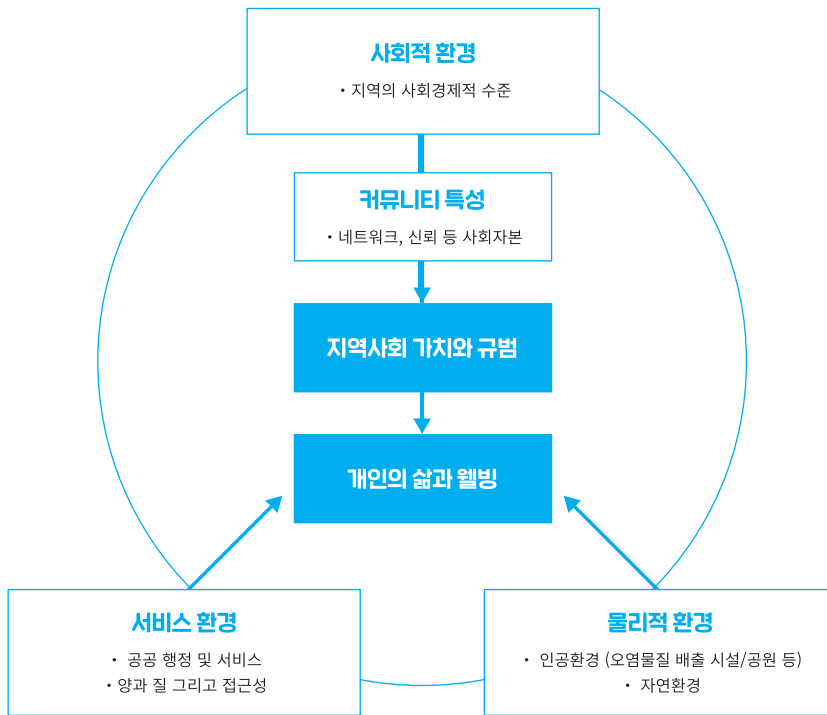 사회적 환경
• 지역의 사회경제적 수준
커뮤니티 특성
• 네트워크, 신뢰 등 사회자본
지역사회 가치와 규범
개인의 삶과 웰빙
서비스 환경
• 공공 행정 및 서비스
• 양과 질 그리고 접근성
물리적 환경
• 인공환경 (오염물질 배출 시설/공원 등)
• 자연환경